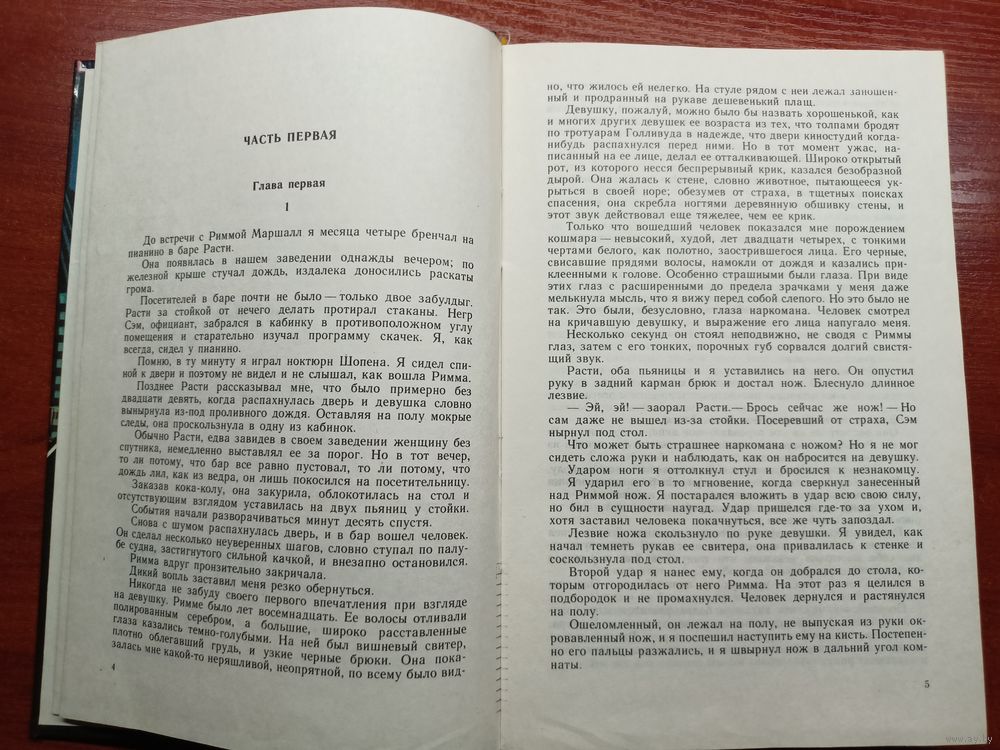 ЧАСТЬ ПЕРВАЯ
Глава первая
I
До встречи с Риммой Маршалл я месяца четыре бренчал на
пианино в баре Расти.
Она появилась в нашем заведении однажды вечером; по
железной крыше стучал дождь, издалека доносились раскаты
грома.
Посетителей в баре почти не было — только двое забулдыг.
Расти за стойкой от нечего делать протирал стаканы. Негр
Сэм, официант, забрался в кабинку в противоположном углу
помещения и старательно изучал программу скачек. Я, как
всегда, сидел у пианино.
Помню, в ту минуту я играл ноктюрн Шопена. Я сидел спи-
ной к двери и поэтому не видел и не слышал, как вошла Римма.
Позднее Расти рассказывал мне, что было примерно без
двадцати девять, когда распахнулась дверь и девушка словно
вынырнула из-под проливного дождя. Оставляя на полу мокрые
следы, она проскользнула в одну из кабинок.
Обычно Расти, едва завидев в своем заведении женщину без
спутника, немедленно выставлял ее за порог. Но в тот вечер,
то ли потому, что бар все равно пустовал, то ли потому, что
дождь лил, как из ведра, он лишь покосился на посетительницу.
Заказав кока-колу, она закурила, облокотилась на стол и
отсутствующим взглядом уставилась на двух пьяниц у стойки.
События начали разворачиваться минут десять спустя.
Снова с шумом распахнулась дверь, и в бар вошел человек.
Он сделал несколько неуверенных шагов, словно ступал по палу-
бе судна, застигнутого сильной качкой, и внезапно остановился.
Римма вдруг пронзительно закричала.
Дикий вопль заставил меня резко обернуться.
Никогда не забуду своего первого впечатления при взгляде
на девушку. Римме было лет восемнадцать. Ее волосы отливали
полированным серебром, а большие, широко расставленные
глаза казались темно-голубыми. На ней был вишневый свитер,
плотно облегавший грудь, и узкие черные брюки. Она пока-
залась мне какой-то неряшливой, неопрятной, по всему было вид-
4
но, что жилось ей нелегко. На стуле рядом с ней лежал заношен-
ный и продранный на рукаве дешевенький плащ.
Девушку, пожалуй, можно было бы назвать хорошенькой, как
и многих других девушек ее возраста из тех, что толпами бродят
по тротуарам Голливуда в надежде, что двери киностудий когда-
нибудь распахнулся перед ними. Но в тот момент ужас, на-
писанный на ее лице, делал ее отталкивающей. Широко открытый
рот, из которого несся беспрерывный крик, казался безобразной
дырой. Она жалась к стене, словно животное, пытающееся ук-
рыться в своей норе; обезумев от страха, в тщетных поисках
спасения, она скребла ногтями деревянную обшивку стены, и
этот звук действовал еще тяжелее, чем ее крик.
Только что вошедший человек показался мне порождением
кошмара — невысокий, худой, лет двадцати четырех, с тонкими
чертами белого, как полотно, заострившегося лица. Его черные,
свисавшие прядями волосы, намокли от дождя и казались при-
клеенными к голове. Особенно страшными были глаза. При виде
этих глаз с расширенными до предела зрачками у меня даже
мелькнула мысль, что я вижу перед собой слепого. Но это было не
так. Это были, безусловно, глаза наркомана. Человек смотрел
на кричавшую девушку, и выражение его лица напугало меня.
Несколько секунд он стоял неподвижно, не сводя с Риммы
глаз, затем с его тонких, порочных губ сорвался долгий свистя-
щий звук.
Расти, оба пьяницы и я уставились на него. Он опустил
руку в задний карман брюк и достал нож. Блеснуло длинное
лезвие.
— Эй, эй! — заорал Расти.— Брось сейчас же нож! — Но
сам даже не вышел из-за стойки. Посеревший от страха, Сэм
нырнул под стол.
Что может быть страшнее наркомана с ножом? Но я не мог
сидеть сложа руки и наблюдать, как он набросится на девушку.
Ударом ноги я оттолкнул стул и бросился к незнакомцу.
Я ударил его в то мгновение, когда сверкнул занесенный
над Риммой нож. Я постарался вложить в удар всю свою силу,
но бил в сущности наугад. Удар пришелся где-то за ухом и,
хотя заставил человека покачнуться, все же чуть запоздал.
Лезвие ножа скользнуло по руке девушки. Я увидел, как
начал темнеть рукав ее свитера, она привалилась к стенке и
соскользнула под стол.
Второй удар я нанес ему, когда он добрался до стола, ко-
торым отгородилась от него Римма. На этот раз я целился в
подбородок и не промахнулся. Человек дернулся и растянулся
на полу.
Ошеломленный, он лежал на полу, не выпуская из руки ок-
ровавленный нож, и я поспешил наступить ему на кисть. Постепен-
но его пальцы разжались, и я швырнул нож в дальний угол ком-
наты.
5
www.ay.by